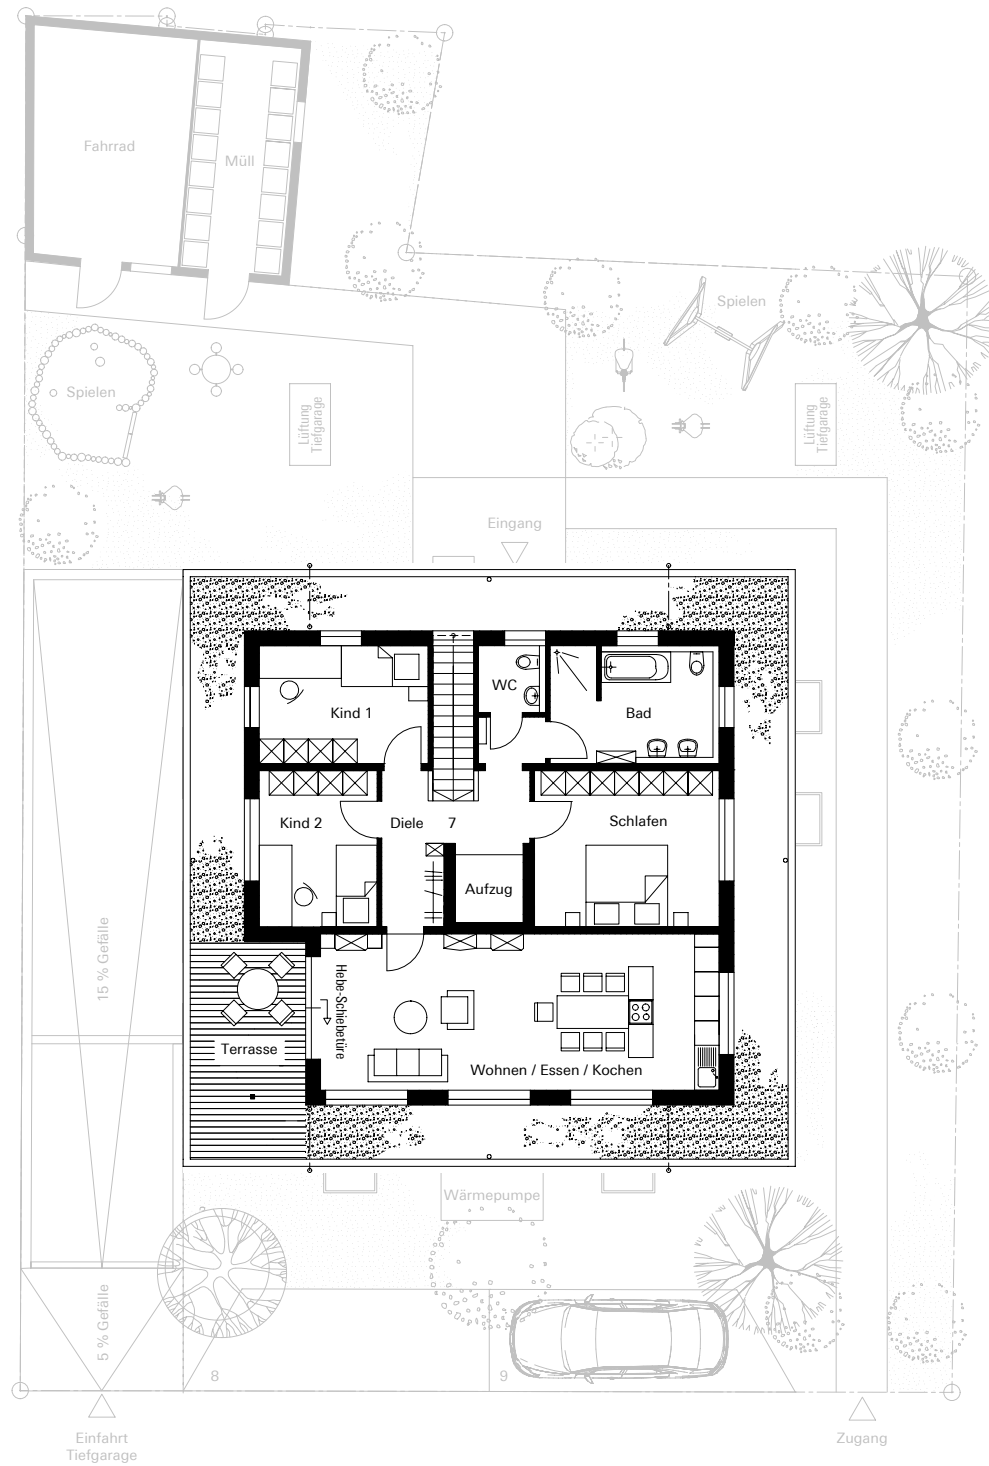 Fahrrad
Müll
Spielen
Spielen
Lüftung
Tiefgarage
Lüftung
Tiefgarage
Eingang
WC
Kind 1
Bad
Kind 2
Diele 7
Schlafen
Aufzug
15 % Gefälle
Hebe-Schiebetüre
Terrasse
Wohnen / Essen / Kochen
Wärmepumpe
5 % Gefälle
8
9
Einfahrt
Tiefgarage
Zugang